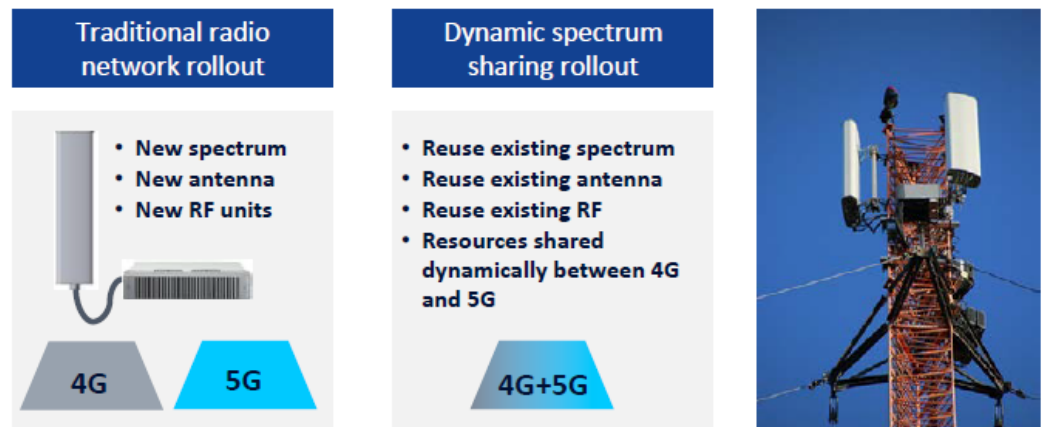 Traditional radio
network rollout
• New spectrum
• New antenna
• New RF units
4G
5G
Dynamic spectrum
sharing rollout
• Reuse existing spectrum
• Reuse existing antenna
• Reuse existing RF
• Resources shared
dynamically between 4G
and 5G
4G+5G